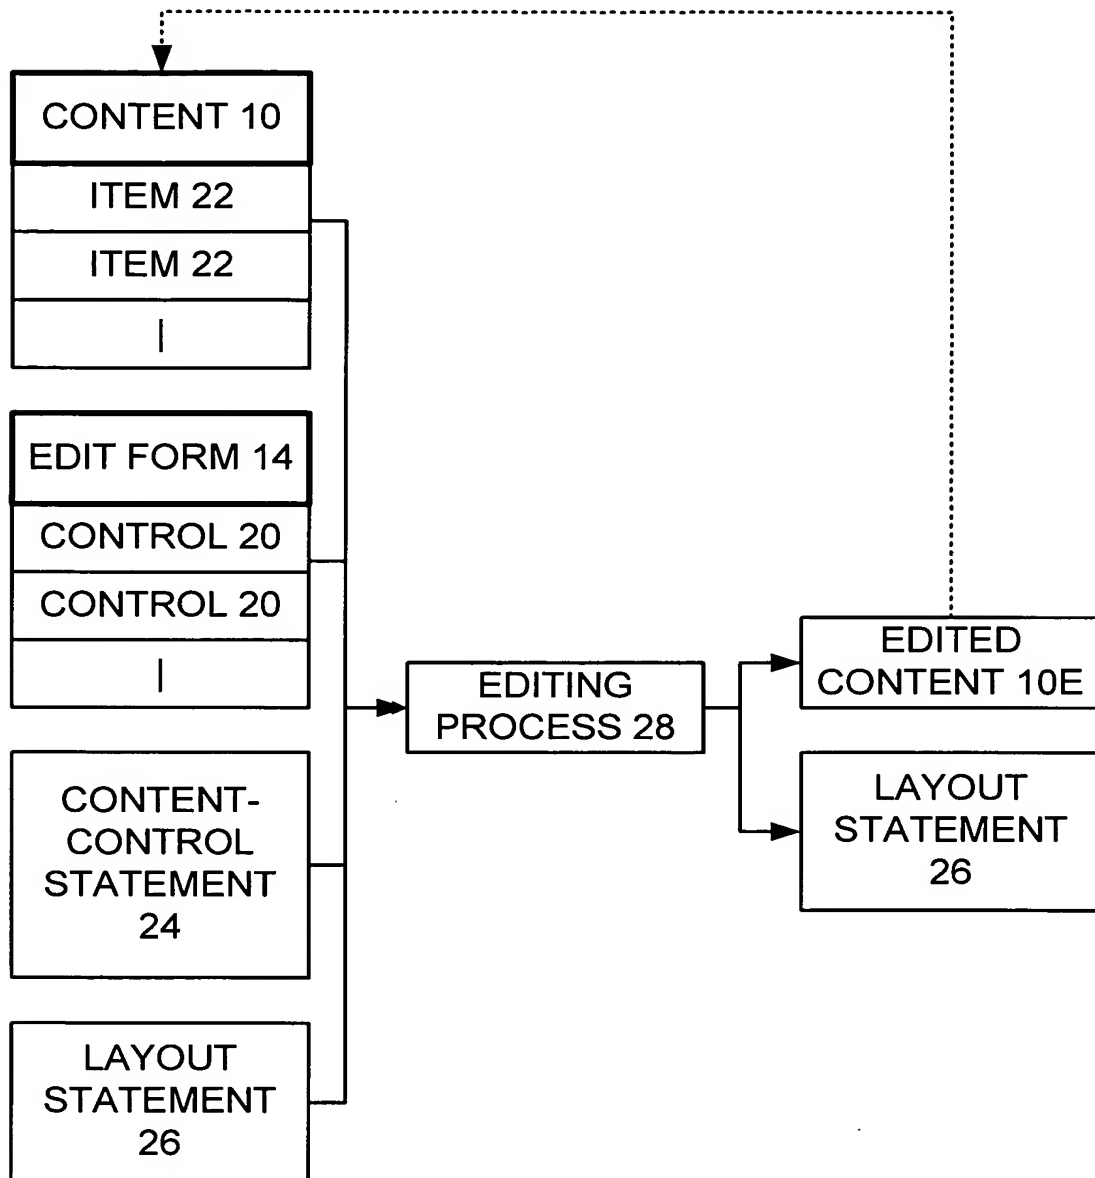 CONTENT 10
ITEM 22
ITEM 22
|
EDIT FORM 14
CONTROL 20
CONTROL 20
|
CONTENT-
CONTROL
STATEMENT
24
LAYOUT
STATEMENT
26
EDITING
PROCESS 28
EDITED
CONTENT 10E
LAYOUT
STATEMENT
26